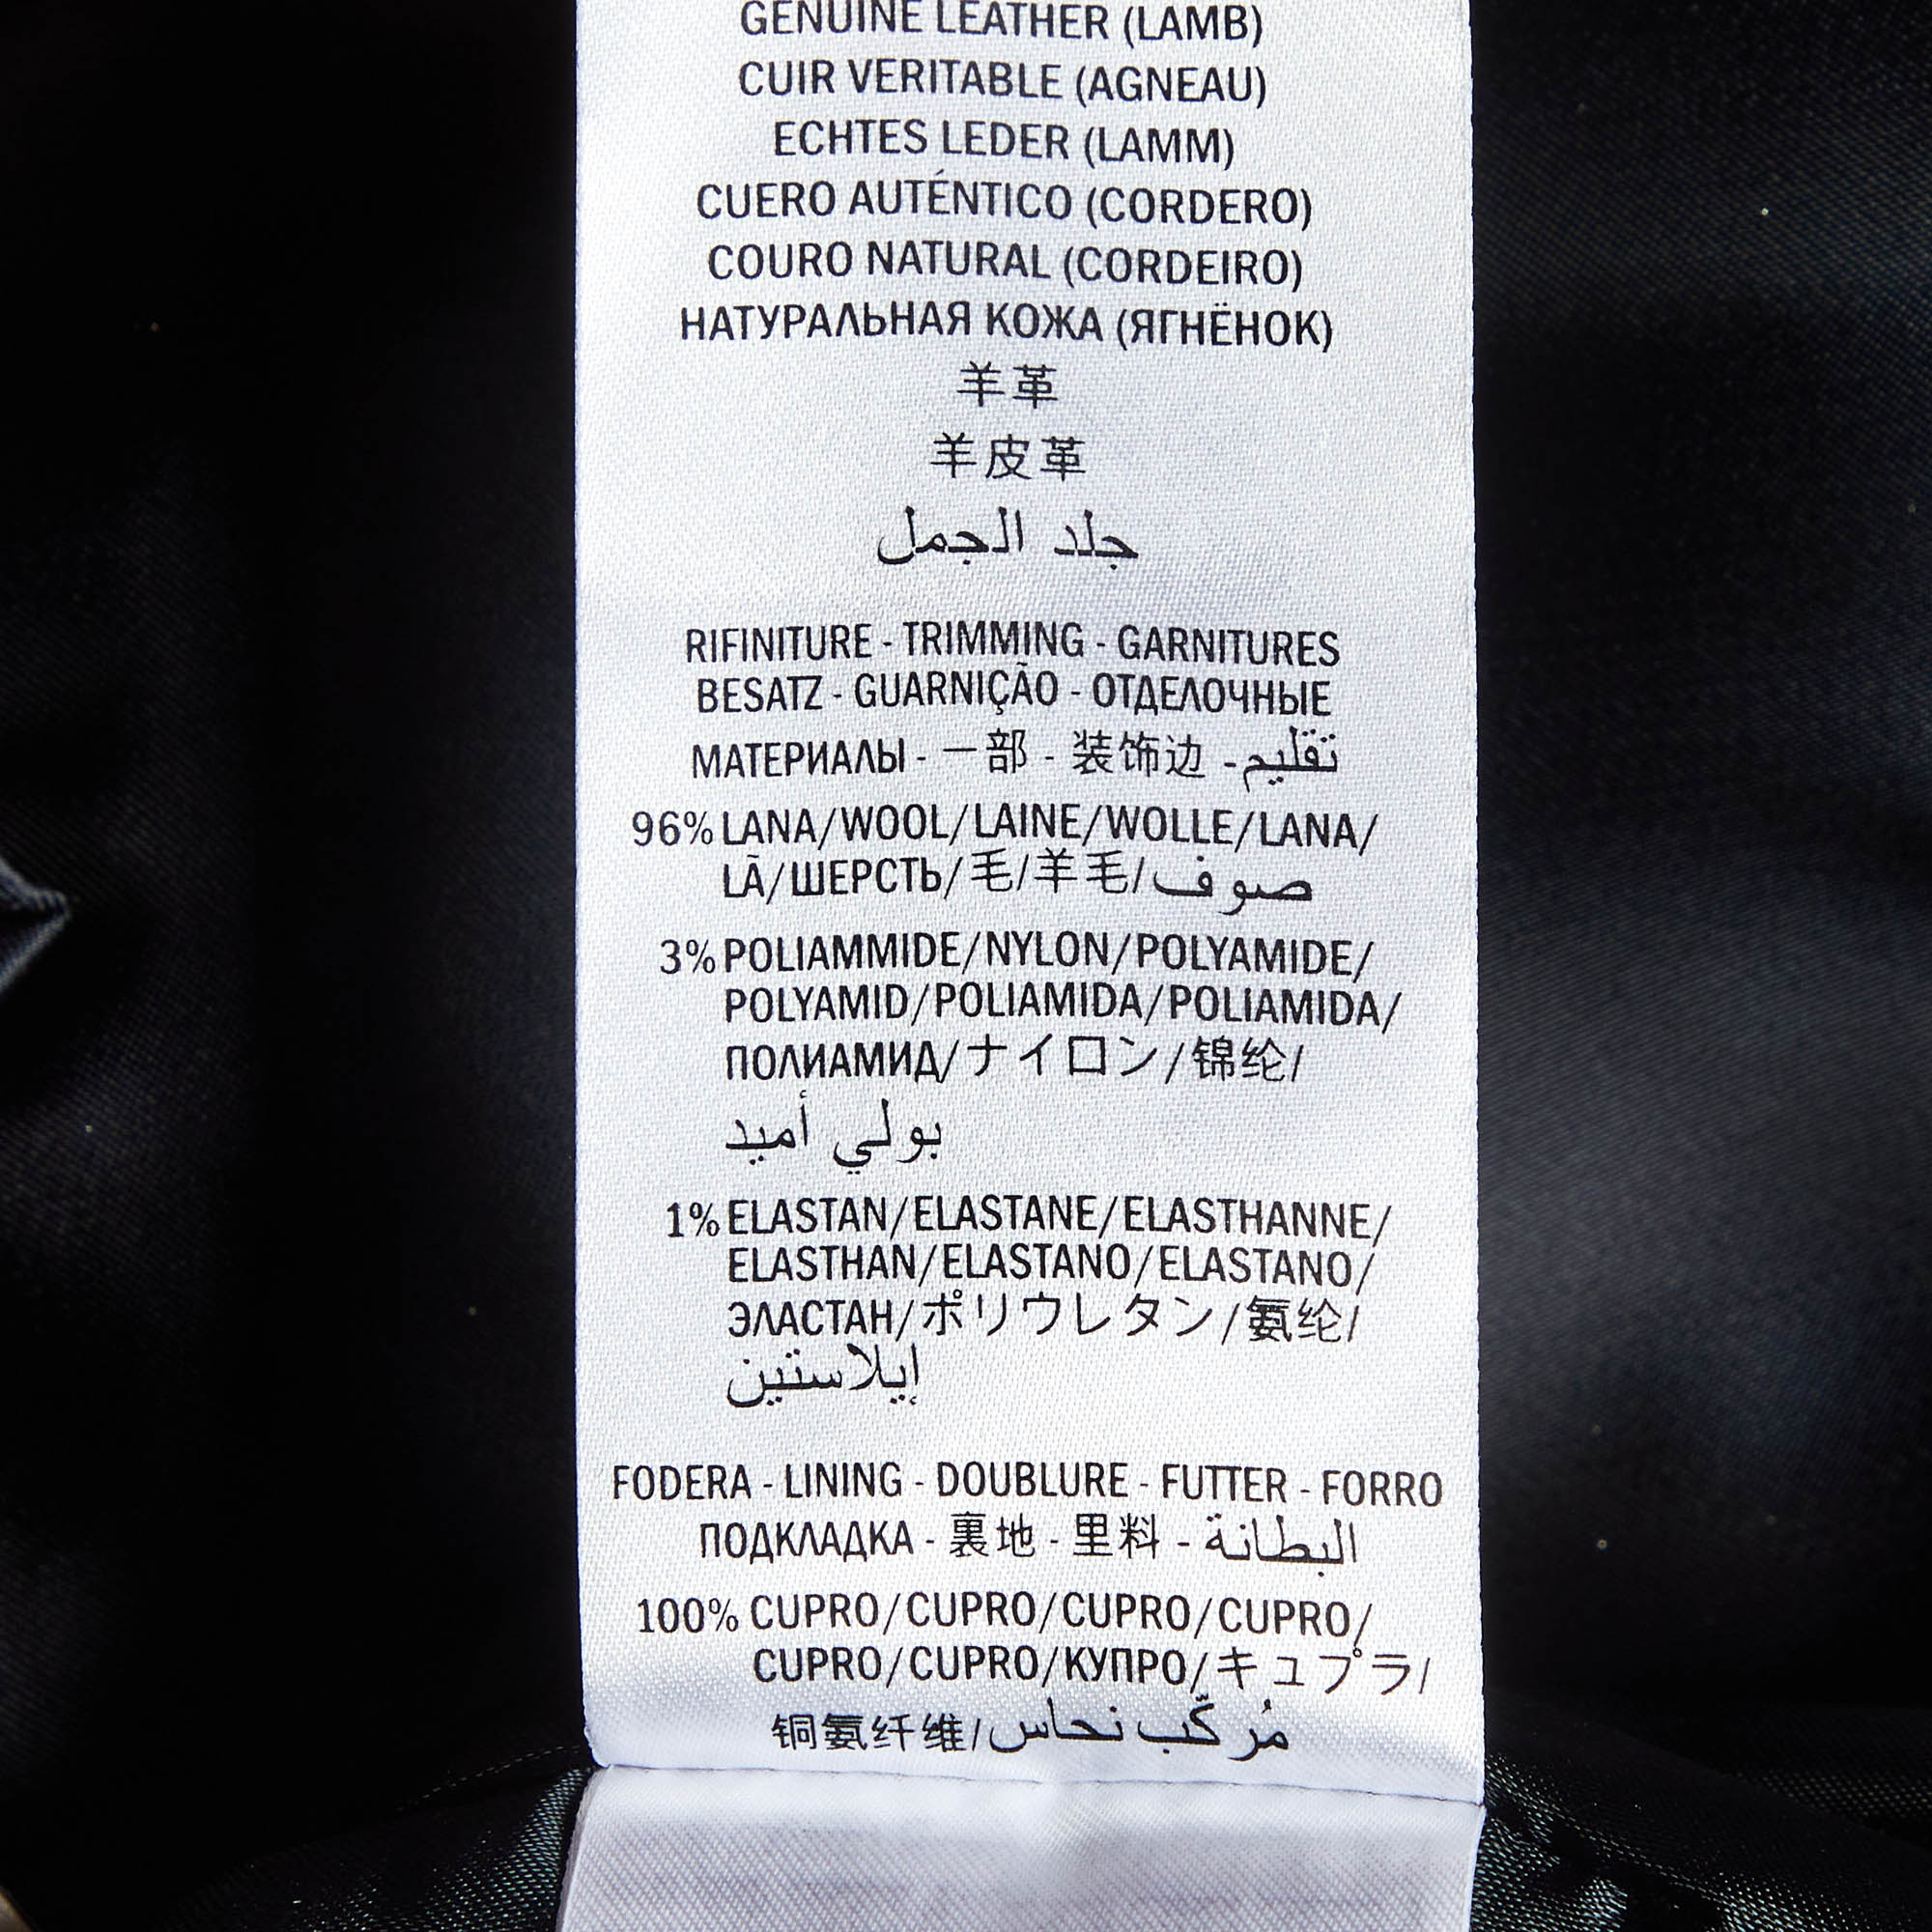 GENUINE LEATHER (LAMB)
CUIR VERITABLE (AGNEAU)
ECHTES LEDER (LAMM)
CUERO AUTÉNTICO (CORDERO)
COURO NATURAL (CORDEIRO)
НАТУРАЛЬНАЯ КОЖА (ЯГНЁНОК)
羊革
羊皮革
جلد الجمل
RIFINITURE - TRIMMING - GARNITURES
BESATZ - GUARNIÇÃO - ОТДЕЛОЧНЫЕ
МАТЕРИАЛЫ - 一部 - 装饰边 - تقليم
96% LANA/WOOL/LAINE/WOLLE/LANA/
LÃ/ШЕРСТЬ/毛/羊毛/صوف
3% POLIAMMIDE/NYLON/POLYAMIDE/
POLYAMID/POLIAMIDA/POLIAMIDA/
ПОЛИАМИД/ナイロン/锦纶/
بولي أميد
1% ELASTAN/ELASTANE/ELASTHANNE/
ELASTHAN/ELASTANO/ELASTANO/
ЭЛАСТАН/ポリウレタン/氨纶/
إيلاستين
FODERA - LINING - DOUBLURE - FUTTER - FORRO
ПОДКЛАДКА - 裏地 - 里料 - البطانة
100% CUPRO/CUPRO/CUPRO/CUPRO/
CUPRO/CUPRO/КУПРО/キュプラ/
铜氨纤维/مُركّب نحاس